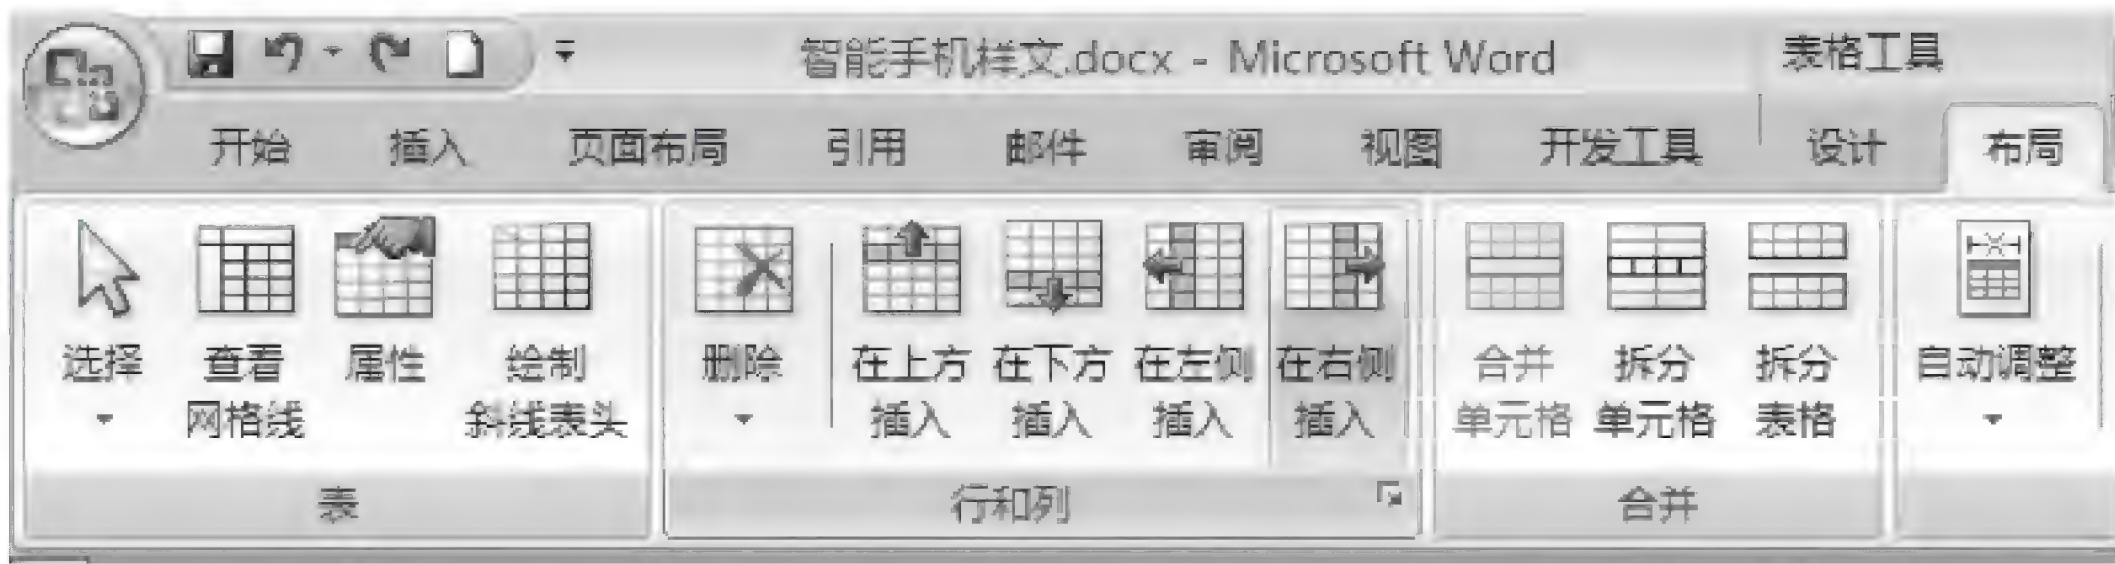 智能手机样文.docx - Microsoft Word 表格工具
开始 插入 页面布局 引用 邮件 审阅 视图 开发工具 设计 布局
选择 查看 属性 绘制 删除 在上方 在下方 在左侧 在右侧 合并 拆分 拆分 自动调整
网格线 斜线表头 插入 插入 插入 插入 单元格 单元格 表格
表 行和列 合并